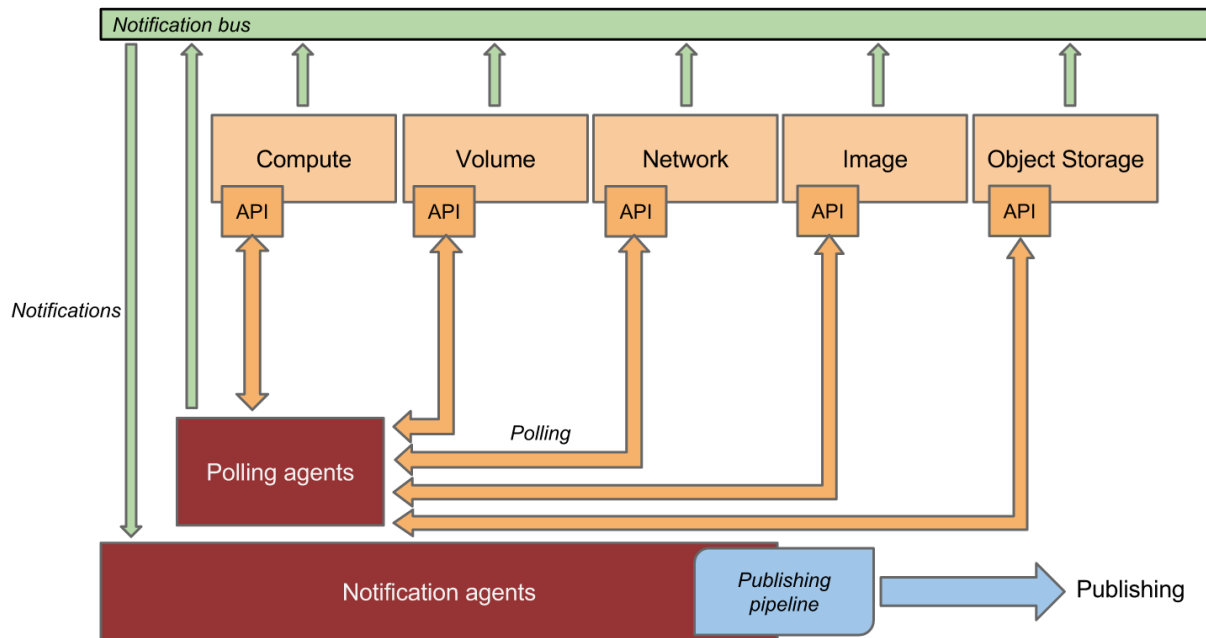 Notification bus
Compute
Volume
Network
Image
Object Storage
API
API
API
API
API
Notifications
Polling
Polling agents
Notification agents
Publishing
pipeline
Publishing